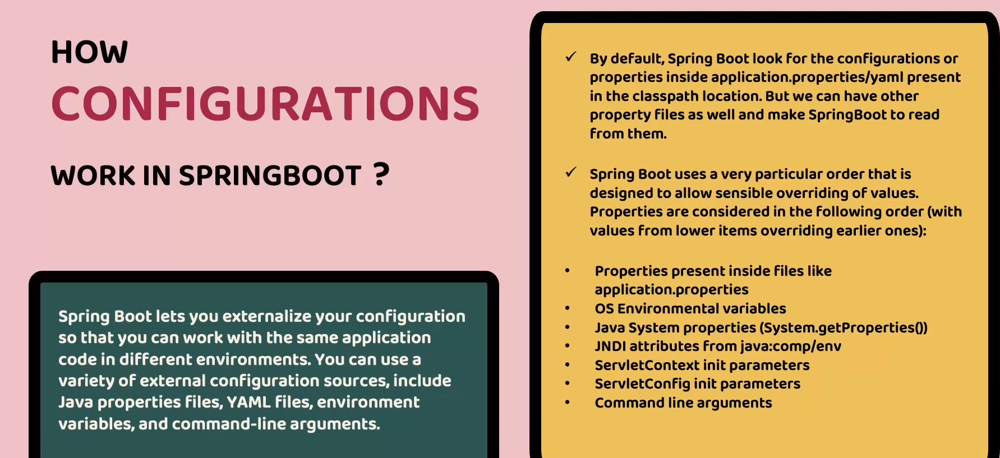 HOW
CONFIGURATIONS
WORK IN SPRINGBOOT ?
Spring Boot lets you externalize your configuration
so that you can work with the same application
code in different environments. You can use a
variety of external configuration sources, include
Java properties files, YAML files, environment
variables, and command-line arguments.
✓ By default, Spring Boot look for the configurations or
properties inside application.properties/yaml present
in the classpath location. But we can have other
property files as well and make SpringBoot to read
from them.
✓ Spring Boot uses a very particular order that is
designed to allow sensible overriding of values.
Properties are considered in the following order (with
values from lower items overriding earlier ones):
• Properties present inside files like
application.properties
• OS Environmental variables
• Java System properties (System.getProperties())
• JNDI attributes from java:comp/env
• ServletContext init parameters
• ServletConfig init parameters
• Command line arguments